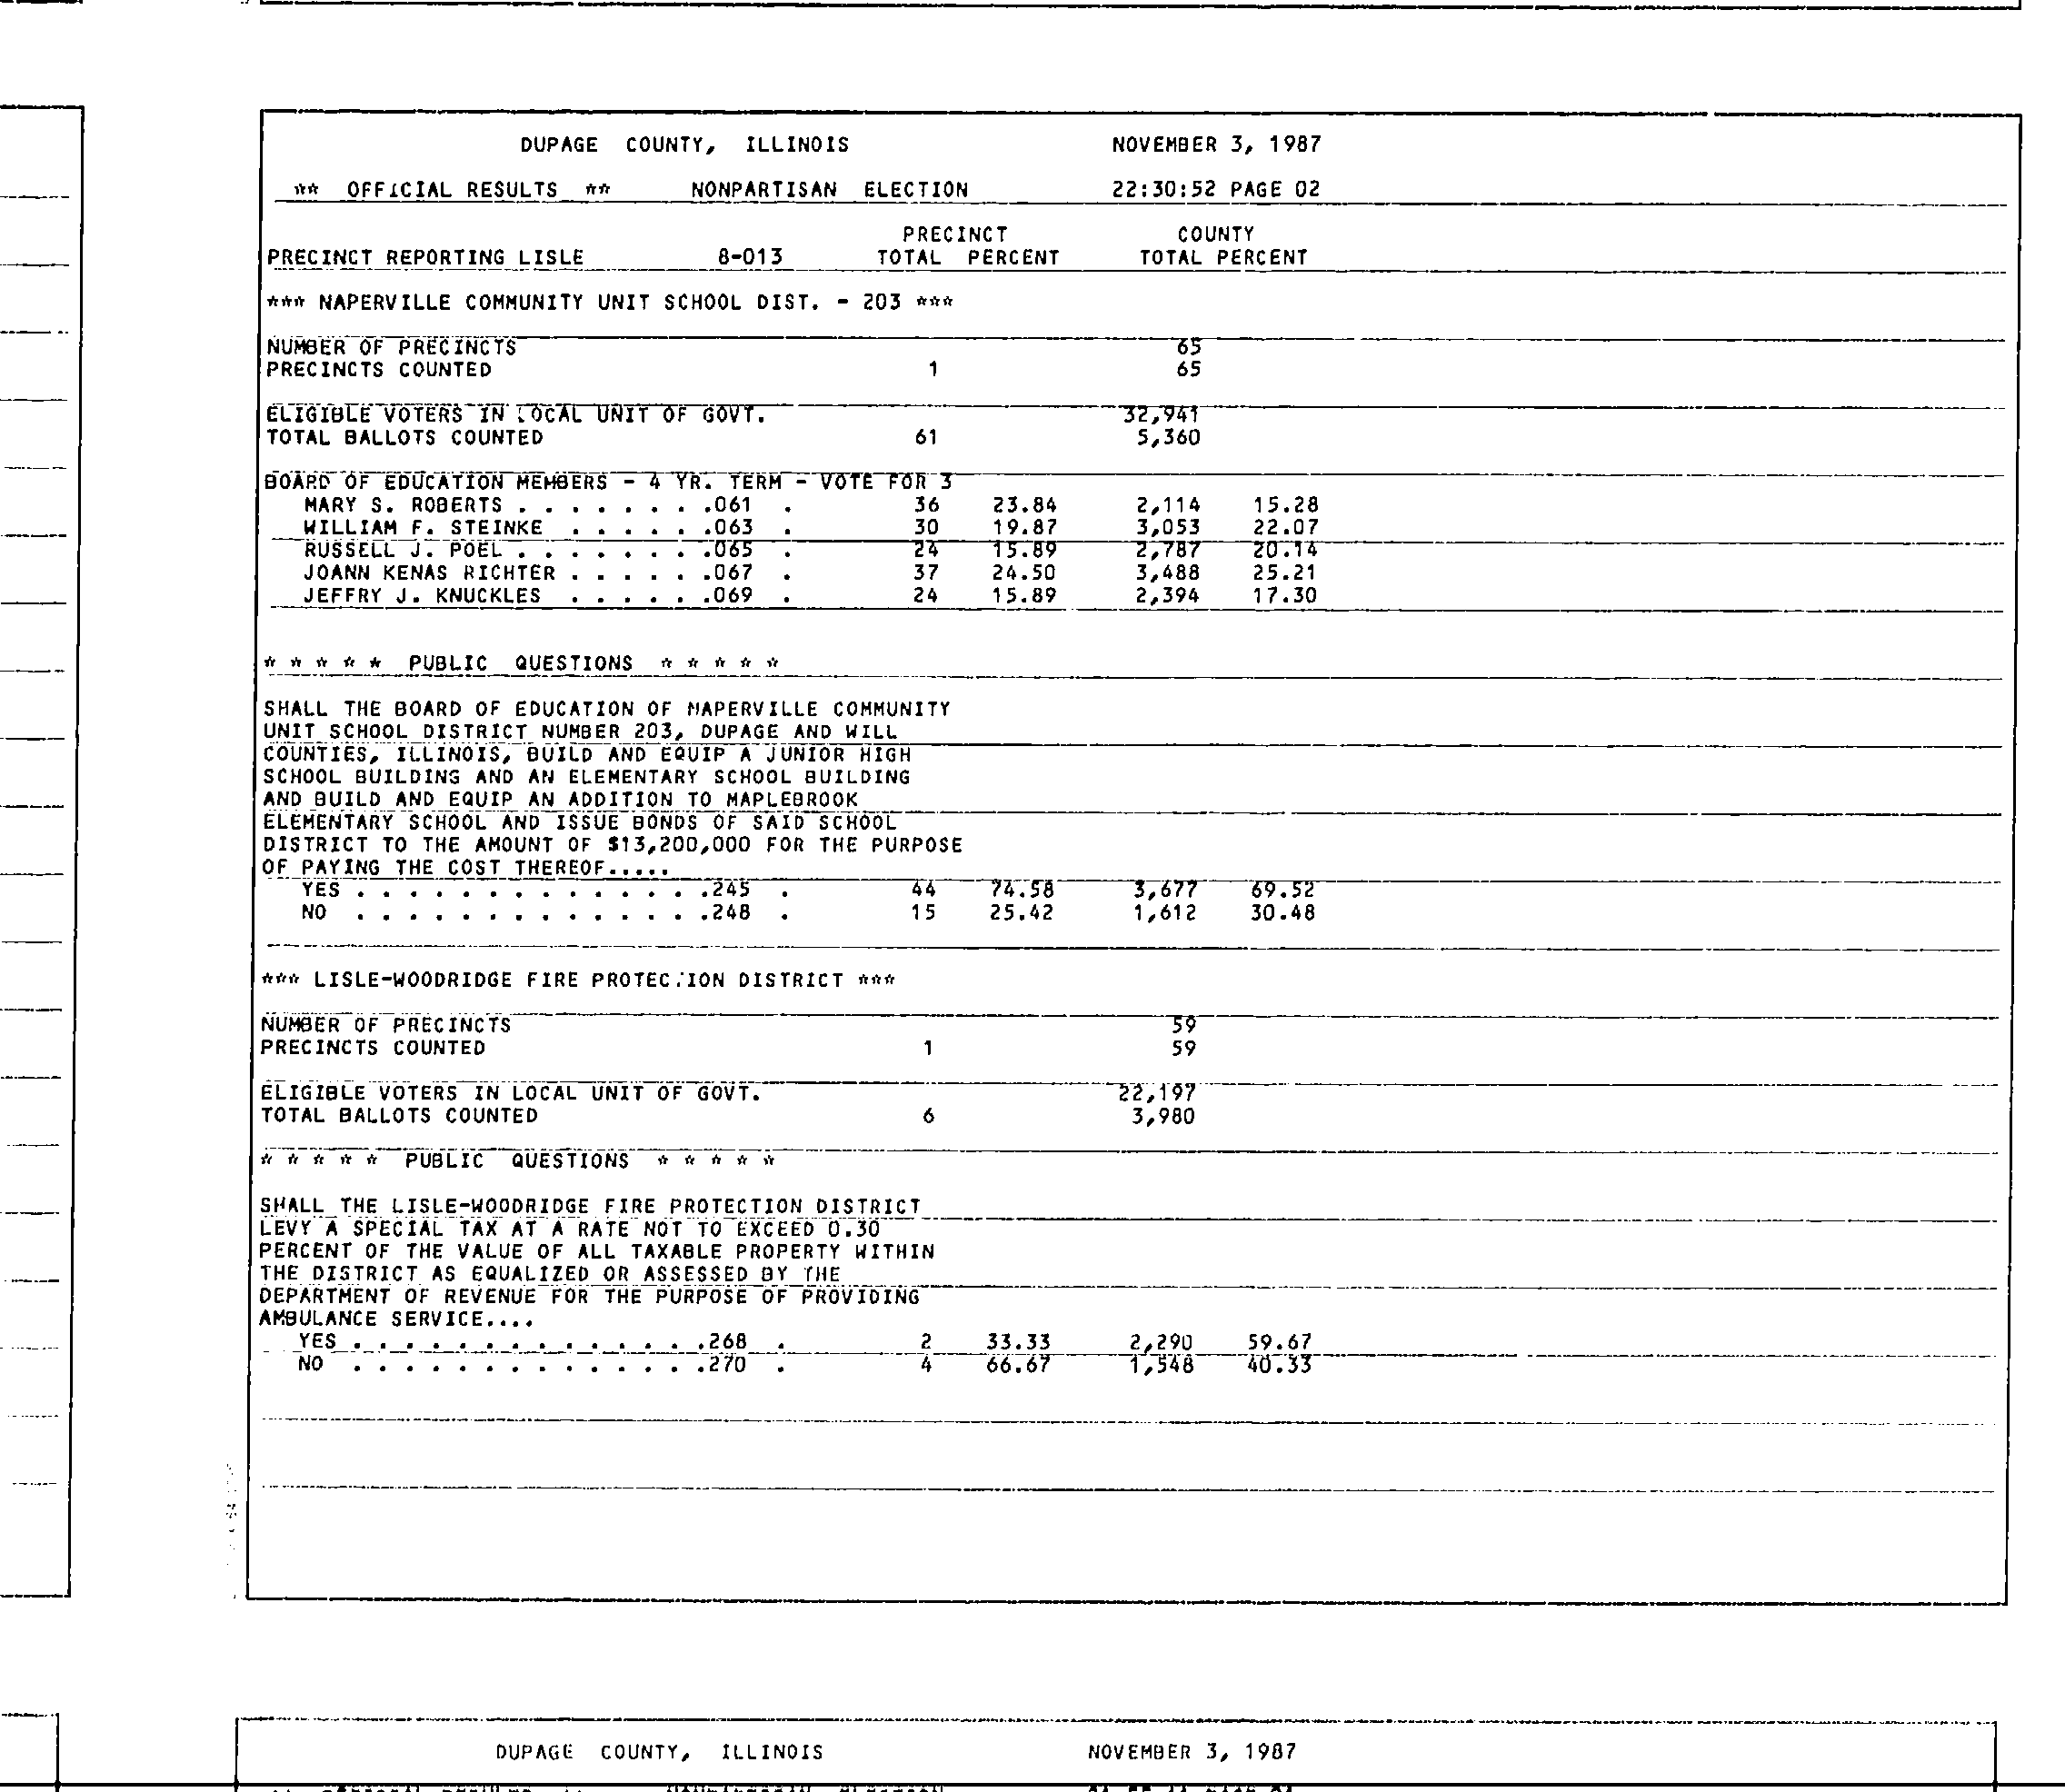 DUPAGE COUNTY, ILLINOIS NOVEMBER 3, 1987
** OFFICIAL RESULTS ** NONPARTISAN ELECTION 22:30:52 PAGE 02
PRECINCT COUNTY
PRECINCT REPORTING LISLE 8-013 TOTAL PERCENT TOTAL PERCENT
*** NAPERVILLE COMMUNITY UNIT SCHOOL DIST. - 203 ***
NUMBER OF PRECINCTS 65
PRECINCTS COUNTED 1 65
ELIGIBLE VOTERS IN LOCAL UNIT OF GOVT. 32,941
TOTAL BALLOTS COUNTED 61 5,360
BOARD OF EDUCATION MEMBERS - 4 YR. TERM - VOTE FOR 3
MARY S. ROBERTS . . . . . . . .061 . 36 23.84 2,114 15.28
WILLIAM F. STEINKE . . . . . .063 . 30 19.87 3,053 22.07
RUSSELL J. POEL . . . . . . . .065 . 24 15.89 2,787 20.14
JOANN KENAS RICHTER . . . . . .067 . 37 24.50 3,488 25.21
JEFFRY J. KNUCKLES . . . . . .069 . 24 15.89 2,394 17.30
* * * * * PUBLIC QUESTIONS * * * * *
SHALL THE BOARD OF EDUCATION OF NAPERVILLE COMMUNITY
UNIT SCHOOL DISTRICT NUMBER 203, DUPAGE AND WILL
COUNTIES, ILLINOIS, BUILD AND EQUIP A JUNIOR HIGH
SCHOOL BUILDING AND AN ELEMENTARY SCHOOL BUILDING
AND BUILD AND EQUIP AN ADDITION TO MAPLEBROOK
ELEMENTARY SCHOOL AND ISSUE BONDS OF SAID SCHOOL
DISTRICT TO THE AMOUNT OF $13,200,000 FOR THE PURPOSE
OF PAYING THE COST THEREOF.....
YES . . . . . . . . . . . . . .245 . 44 74.58 3,677 69.52
NO . . . . . . . . . . . . . .248 . 15 25.42 1,612 30.48
*** LISLE-WOODRIDGE FIRE PROTECTION DISTRICT ***
NUMBER OF PRECINCTS 59
PRECINCTS COUNTED 1 59
ELIGIBLE VOTERS IN LOCAL UNIT OF GOVT. 22,197
TOTAL BALLOTS COUNTED 6 3,980
* * * * * PUBLIC QUESTIONS * * * * *
SHALL THE LISLE-WOODRIDGE FIRE PROTECTION DISTRICT
LEVY A SPECIAL TAX AT A RATE NOT TO EXCEED 0.30
PERCENT OF THE VALUE OF ALL TAXABLE PROPERTY WITHIN
THE DISTRICT AS EQUALIZED OR ASSESSED BY THE
DEPARTMENT OF REVENUE FOR THE PURPOSE OF PROVIDING
AMBULANCE SERVICE....
YES . . . . . . . . . . . . . .268 . 2 33.33 2,290 59.67
NO . . . . . . . . . . . . . .270 . 4 66.67 1,548 40.33
DUPAGE COUNTY, ILLINOIS NOVEMBER 3, 1987